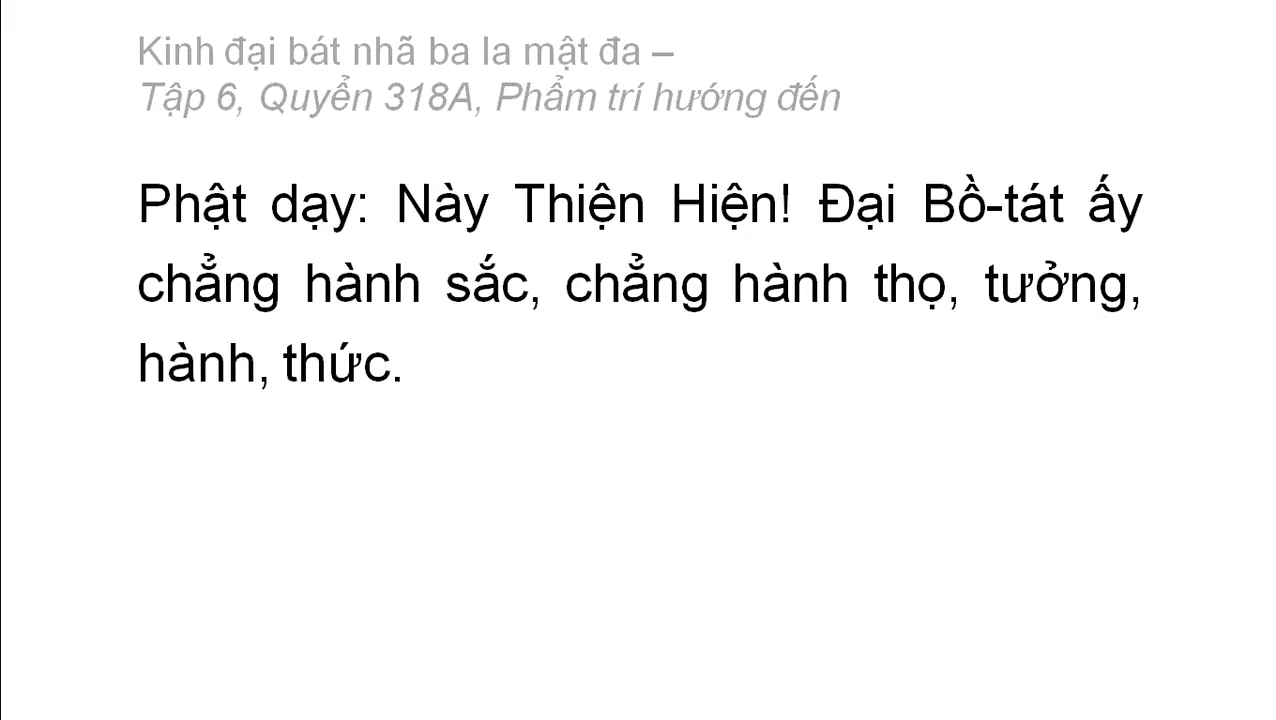 Kinh đại bát nhã ba la mật đa –
Tập 6, Quyển 318A, Phẩm trí hướng đến
Phật dạy: Này Thiện Hiện! Đại Bồ-tát ấy
chẳng hành sắc, chẳng hành thọ, tưởng,
hành, thức.